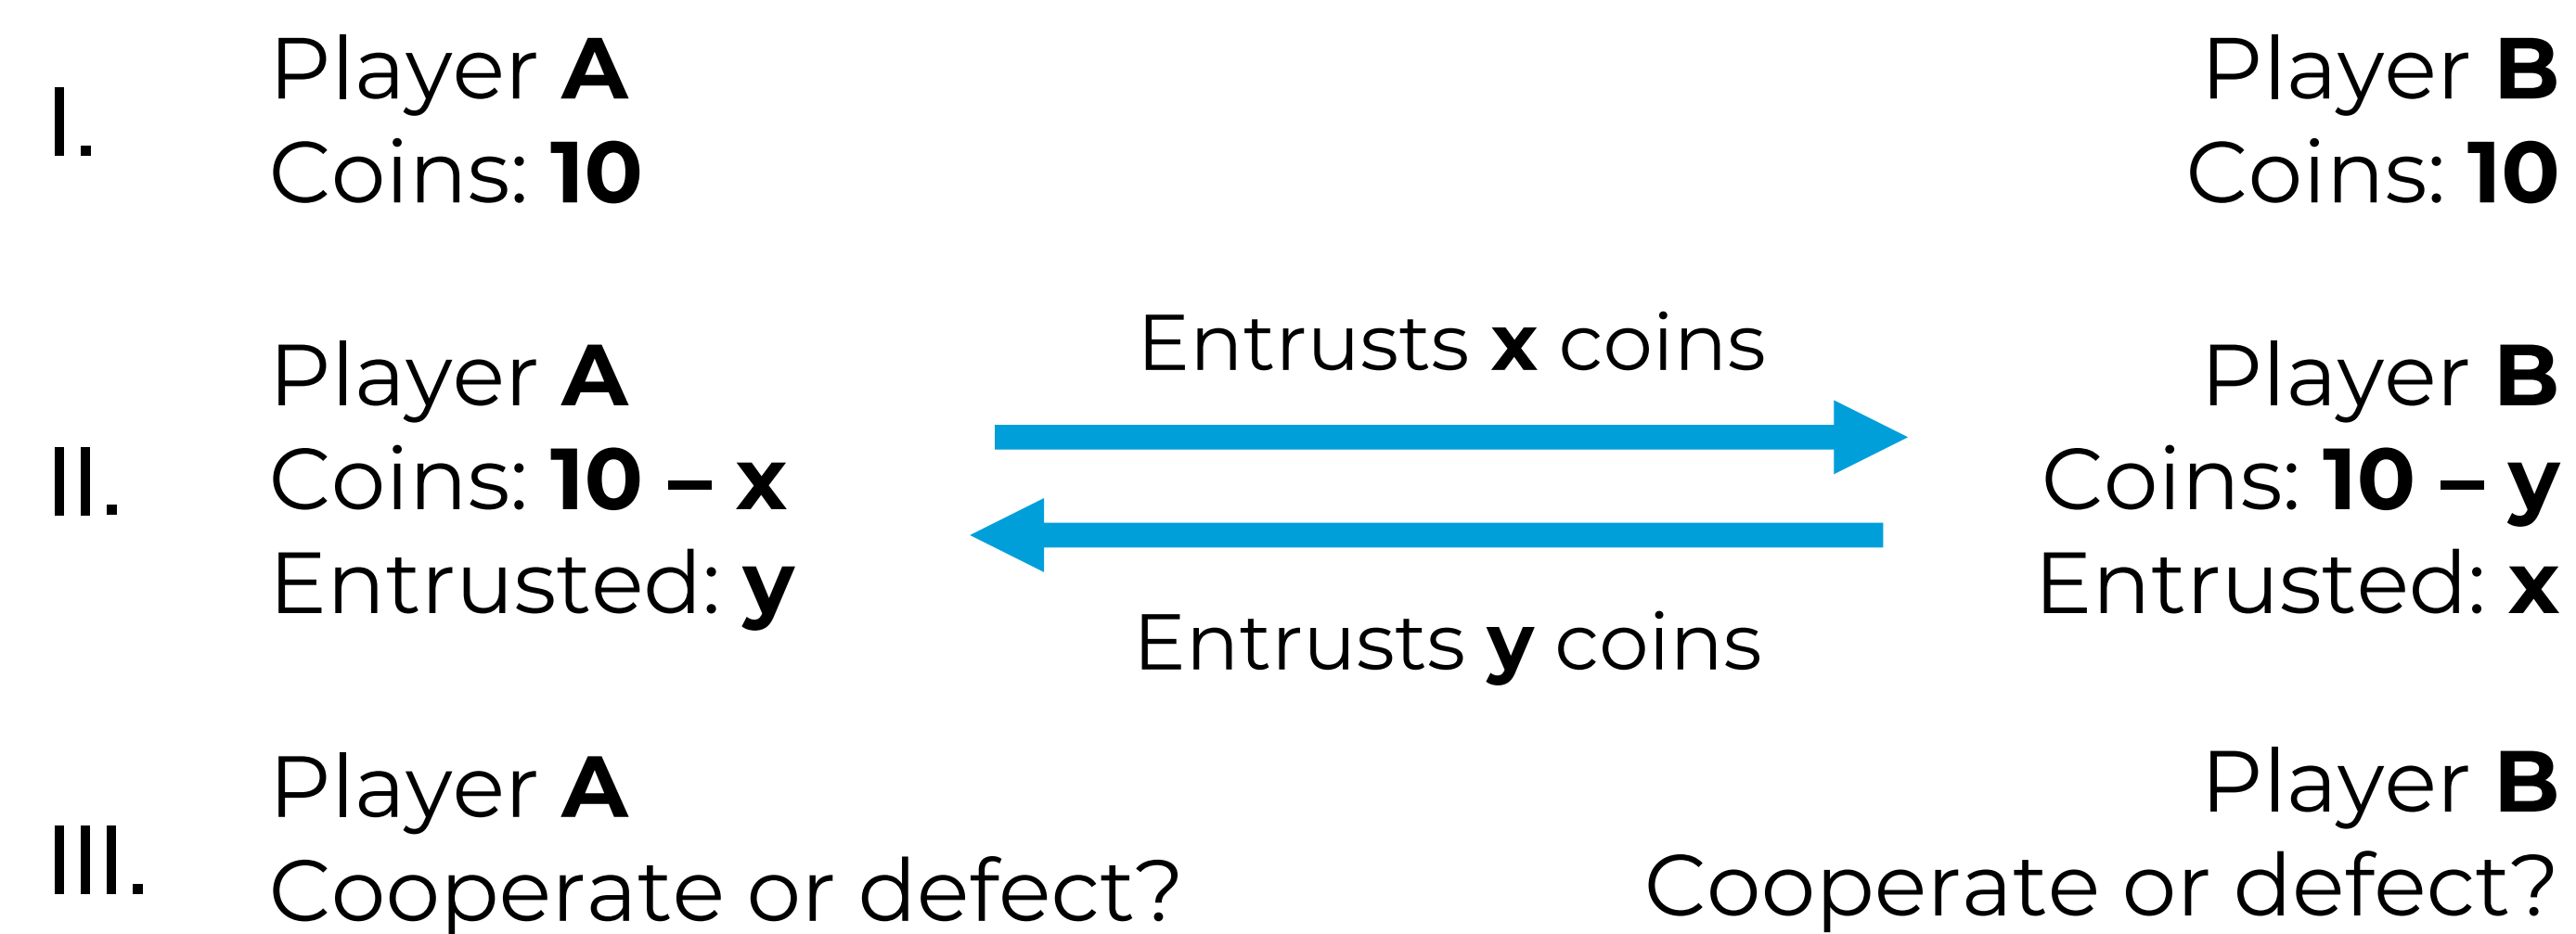 I.
Player A
Coins: 10
Player B
Coins: 10
II.
Player A
Coins: 10 – x
Entrusted: y
Entrusts x coins
Entrusts y coins
Player B
Coins: 10 – y
Entrusted: x
III.
Player A
Cooperate or defect?
Player B
Cooperate or defect?